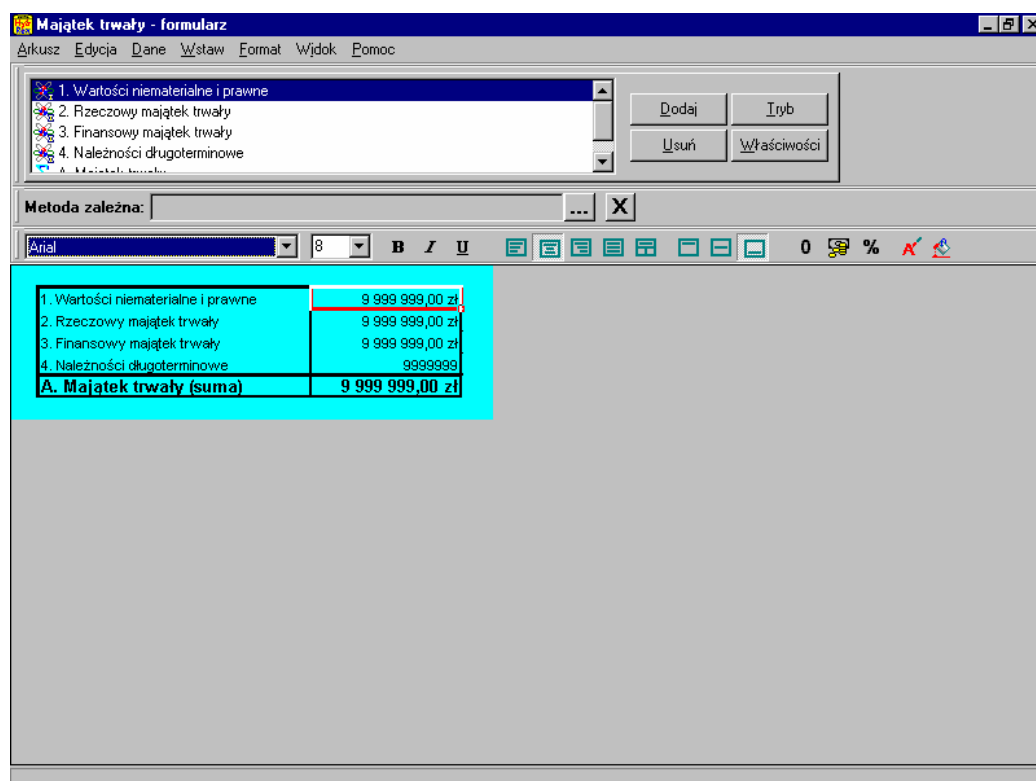 Majątek trwały - formularz
Arkusz Edycja Dane Wstaw Format Widok Pomoc
1. Wartości niematerialne i prawne
2. Rzeczowy majątek trwały
3. Finansowy majątek trwały
4. Należności długoterminowe
A. Majątek trwały
Dodaj Tryb
Usuń Właściwości
Metoda zależna: ... X
Arial 8 B I U 0 % A
1. Wartości niematerialne i prawne 9 999 999,00 zł
2. Rzeczowy majątek trwały 9 999 999,00 zł
3. Finansowy majątek trwały 9 999 999,00 zł
4. Należności długoterminowe 9999999
A. Majątek trwały (suma) 9 999 999,00 zł